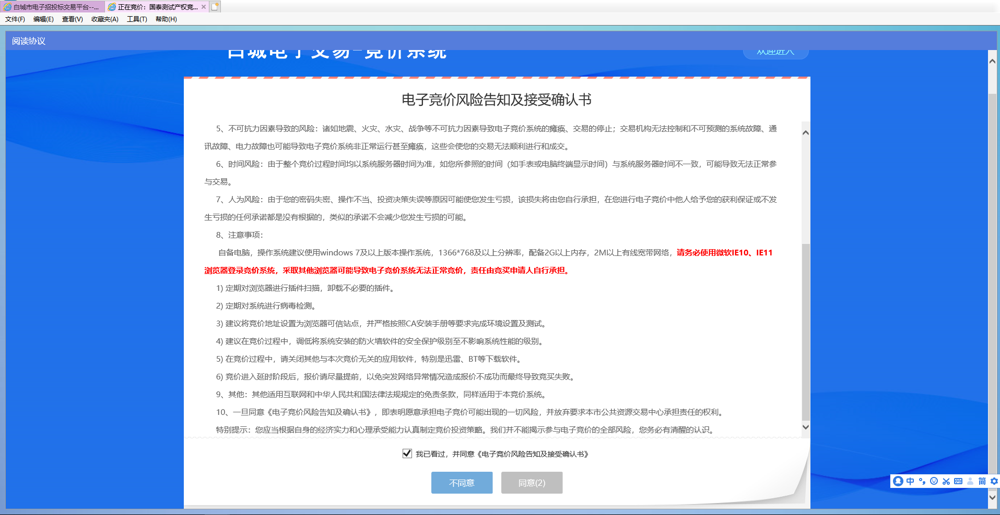 白城市电子招投标交易平台--...
正在竞价：国泰测试产权竞...
文件(F) 编辑(E) 查看(V) 收藏夹(A) 工具(T) 帮助(H)
阅读协议
白城电子交易-竞价系统
欢迎进入
电子竞价风险告知及接受确认书
5、不可抗力因素导致的风险：诸如地震、火灾、水灾、战争等不可抗力因素导致电子竞价系统的瘫痪、交易的停止；交易机构无法控制和不可预测的系统故障、通
讯故障、电力故障也可能导致电子竞价系统非正常运行甚至瘫痪，这些会使您的交易无法顺利进行和成交。
6、时间风险：由于整个竞价过程时间均以系统服务器时间为准，如您所参照的时间（如手表或电脑终端显示时间）与系统服务器时间不一致，可能导致无法正常参
与交易。
7、人为风险：由于您的密码失密、操作不当、投资决策失误等原因可能使您发生亏损，该损失将由您自行承担，在您进行电子竞价中他人给予您的获利保证或不发
生亏损的任何承诺都是没有根据的，类似的承诺不会减少您发生亏损的可能。
8、注意事项：
自备电脑，操作系统建议使用windows 7及以上版本操作系统，1366*768及以上分辨率，配备2G以上内存，2M以上有线宽带网络，请务必使用微软IE10、IE11
浏览器登录竞价系统，采取其他浏览器可能导致电子竞价系统无法正常竞价，责任由竞买申请人自行承担。
1) 定期对浏览器进行插件扫描，卸载不必要的插件。
2) 定期对系统进行病毒检测。
3) 建议将竞价地址设置为浏览器可信站点，并严格按照CA安装手册等要求完成环境设置及测试。
4) 建议在竞价过程中，调低将系统安装的防火墙软件的安全保护级别至不影响系统性能的级别。
5) 在竞价过程中，请关闭其他与本次竞价无关的应用软件，特别是迅雷、BT等下载软件。
6) 竞价进入延时阶段后，报价请尽量提前，以免突发网络异常情况造成报价不成功而最终导致竞买失败。
9、其他：其他适用互联网和中华人民共和国法律法规规定的免责条款，同样适用于本竞价系统。
10、一旦同意《电子竞价风险告知及确认书》，即表明愿意承担电子竞价可能出现的一切风险，并放弃要求本市公共资源交易中心承担责任的权利。
特别提示：您应当根据自身的经济实力和心理承受能力认真制定竞价投资策略。我们并不能揭示参与电子竞价的全部风险，您务必有清醒的认识。
我已看过，并同意《电子竞价风险告知及接受确认书》
不同意 同意(2)
中 简